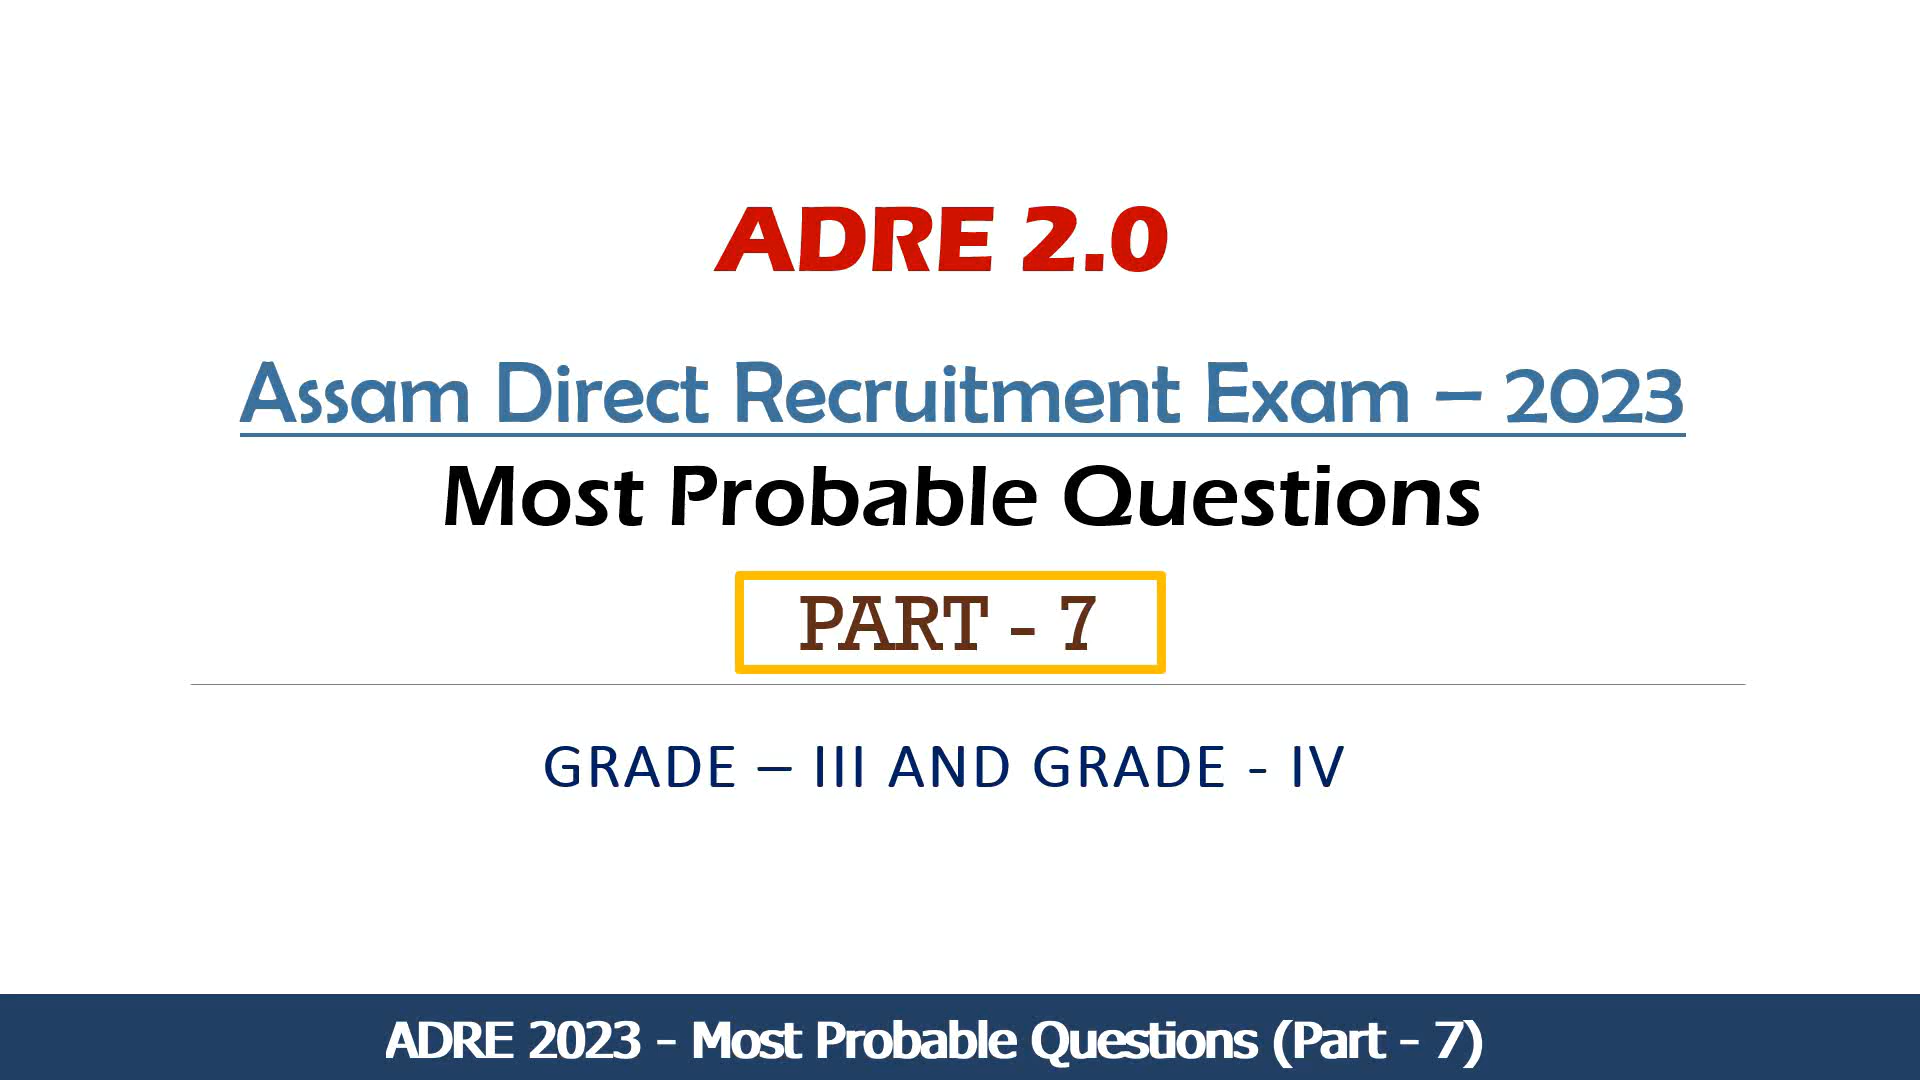 ADRE 2.0
Assam Direct Recruitment Exam – 2023
Most Probable Questions
PART - 7
GRADE – III AND GRADE - IV
ADRE 2023 - Most Probable Questions (Part - 7)